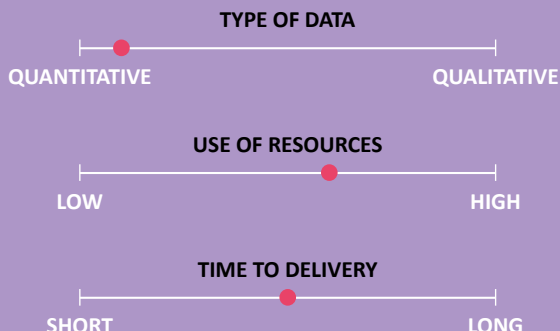 TYPE OF DATA
QUANTITATIVE QUALITATIVE
USE OF RESOURCES
LOW HIGH
TIME TO DELIVERY
SHORT LONG